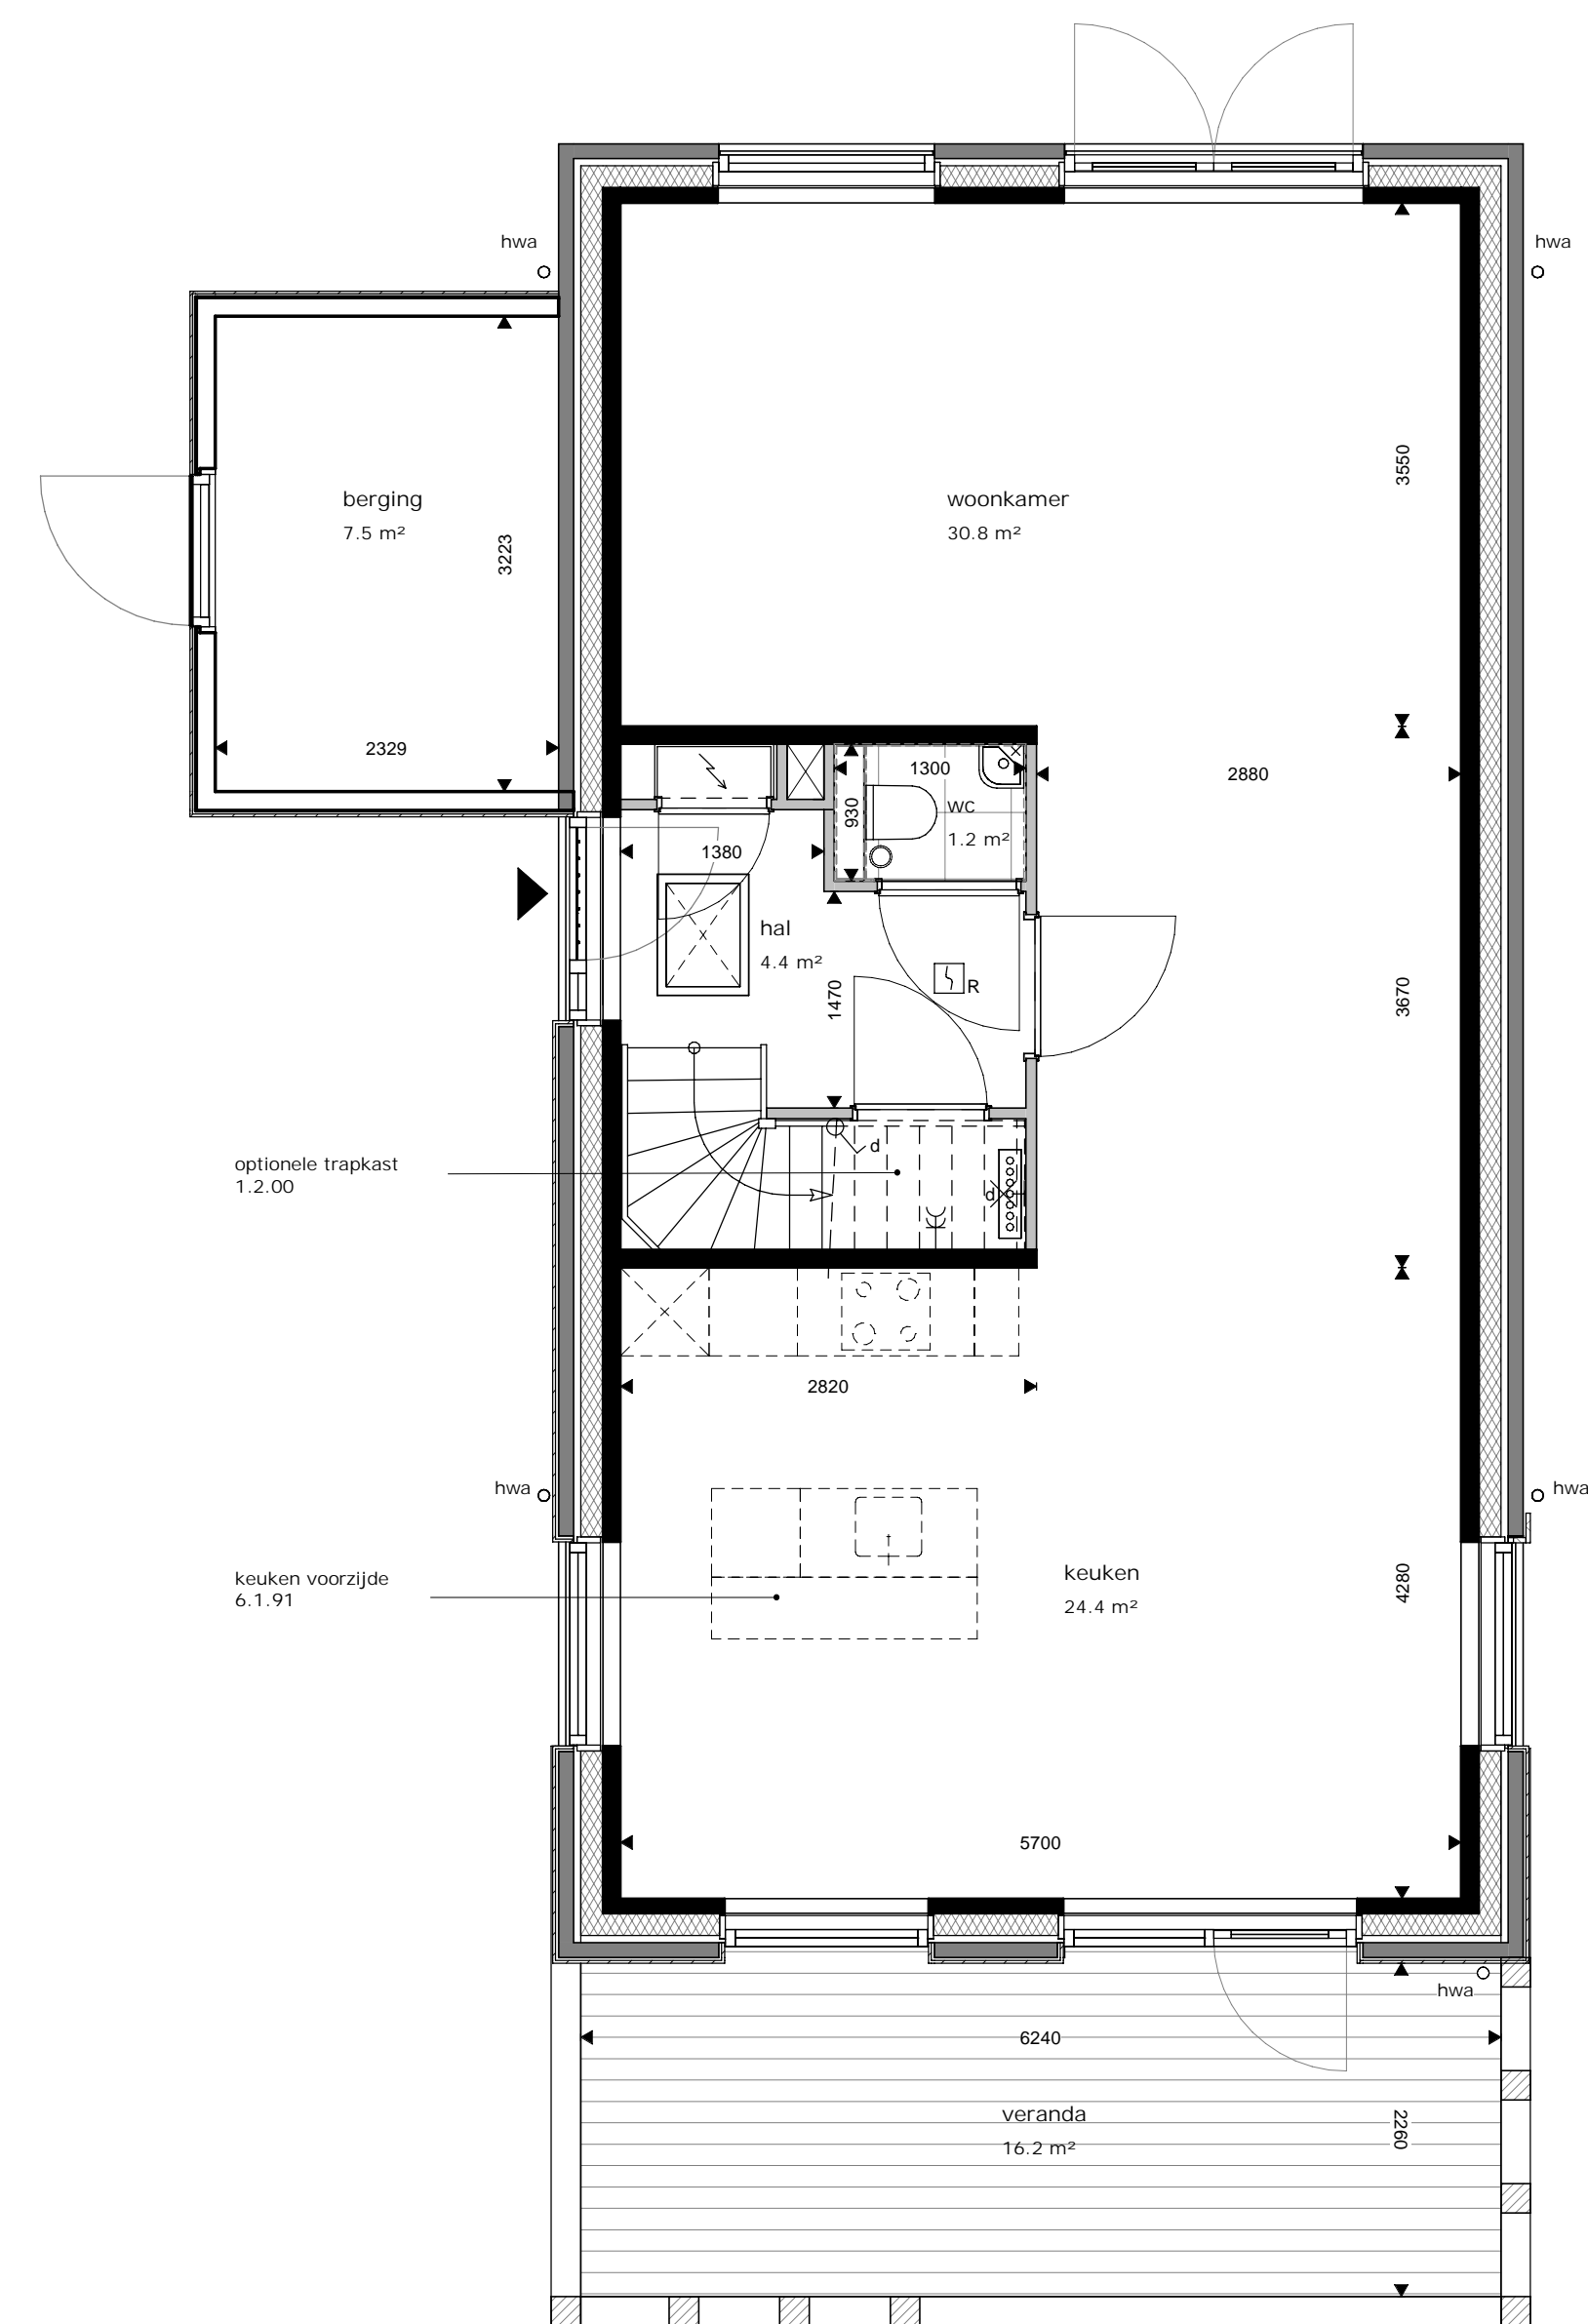 hwa
hwa
3550
berging
7.5 m²
woonkamer
30.8 m²
3223
2329
1300
2880
930
wc
1.2 m²
1380
hal
4.4 m²
1470
R
3670
d
optionele trapkast
1.2.00
d
2820
hwa
hwa
keuken voorzijde
6.1.91
keuken
24.4 m²
4280
5700
hwa
6240
veranda
16.2 m²
2260